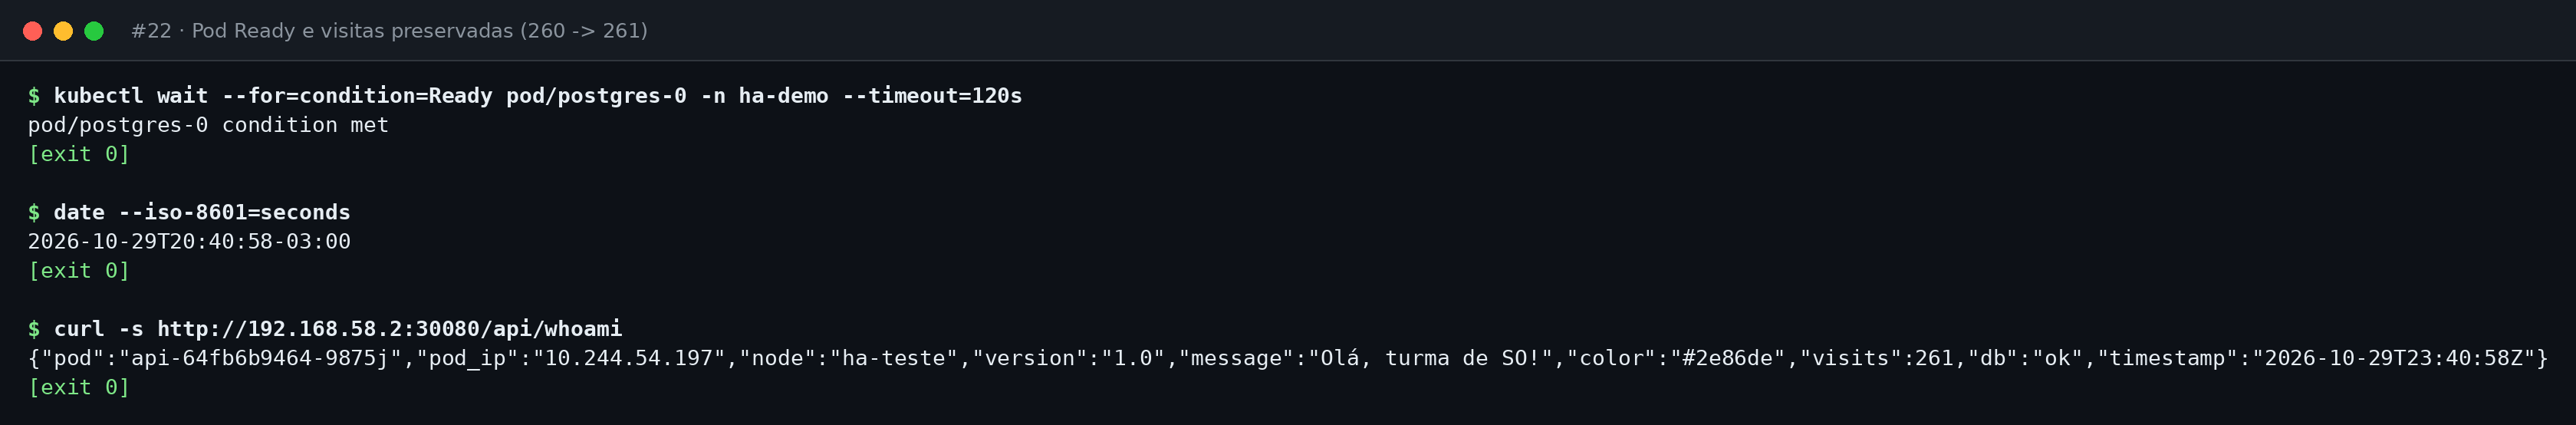 #22 · Pod Ready e visitas preservadas (260 -> 261)
$ kubectl wait --for=condition=Ready pod/postgres-0 -n ha-demo --timeout=120s
pod/postgres-0 condition met
[exit 0]
$ date --iso-8601=seconds
2026-10-29T20:40:58-03:00
[exit 0]
$ curl -s http://192.168.58.2:30080/api/whoami
{"pod":"api-64fb6b9464-9875j","pod_ip":"10.244.54.197","node":"ha-teste","version":"1.0","message":"Olá, turma de SO!","color":"#2e86de","visits":261,"db":"ok","timestamp":"2026-10-29T23:40:58Z"}
[exit 0]